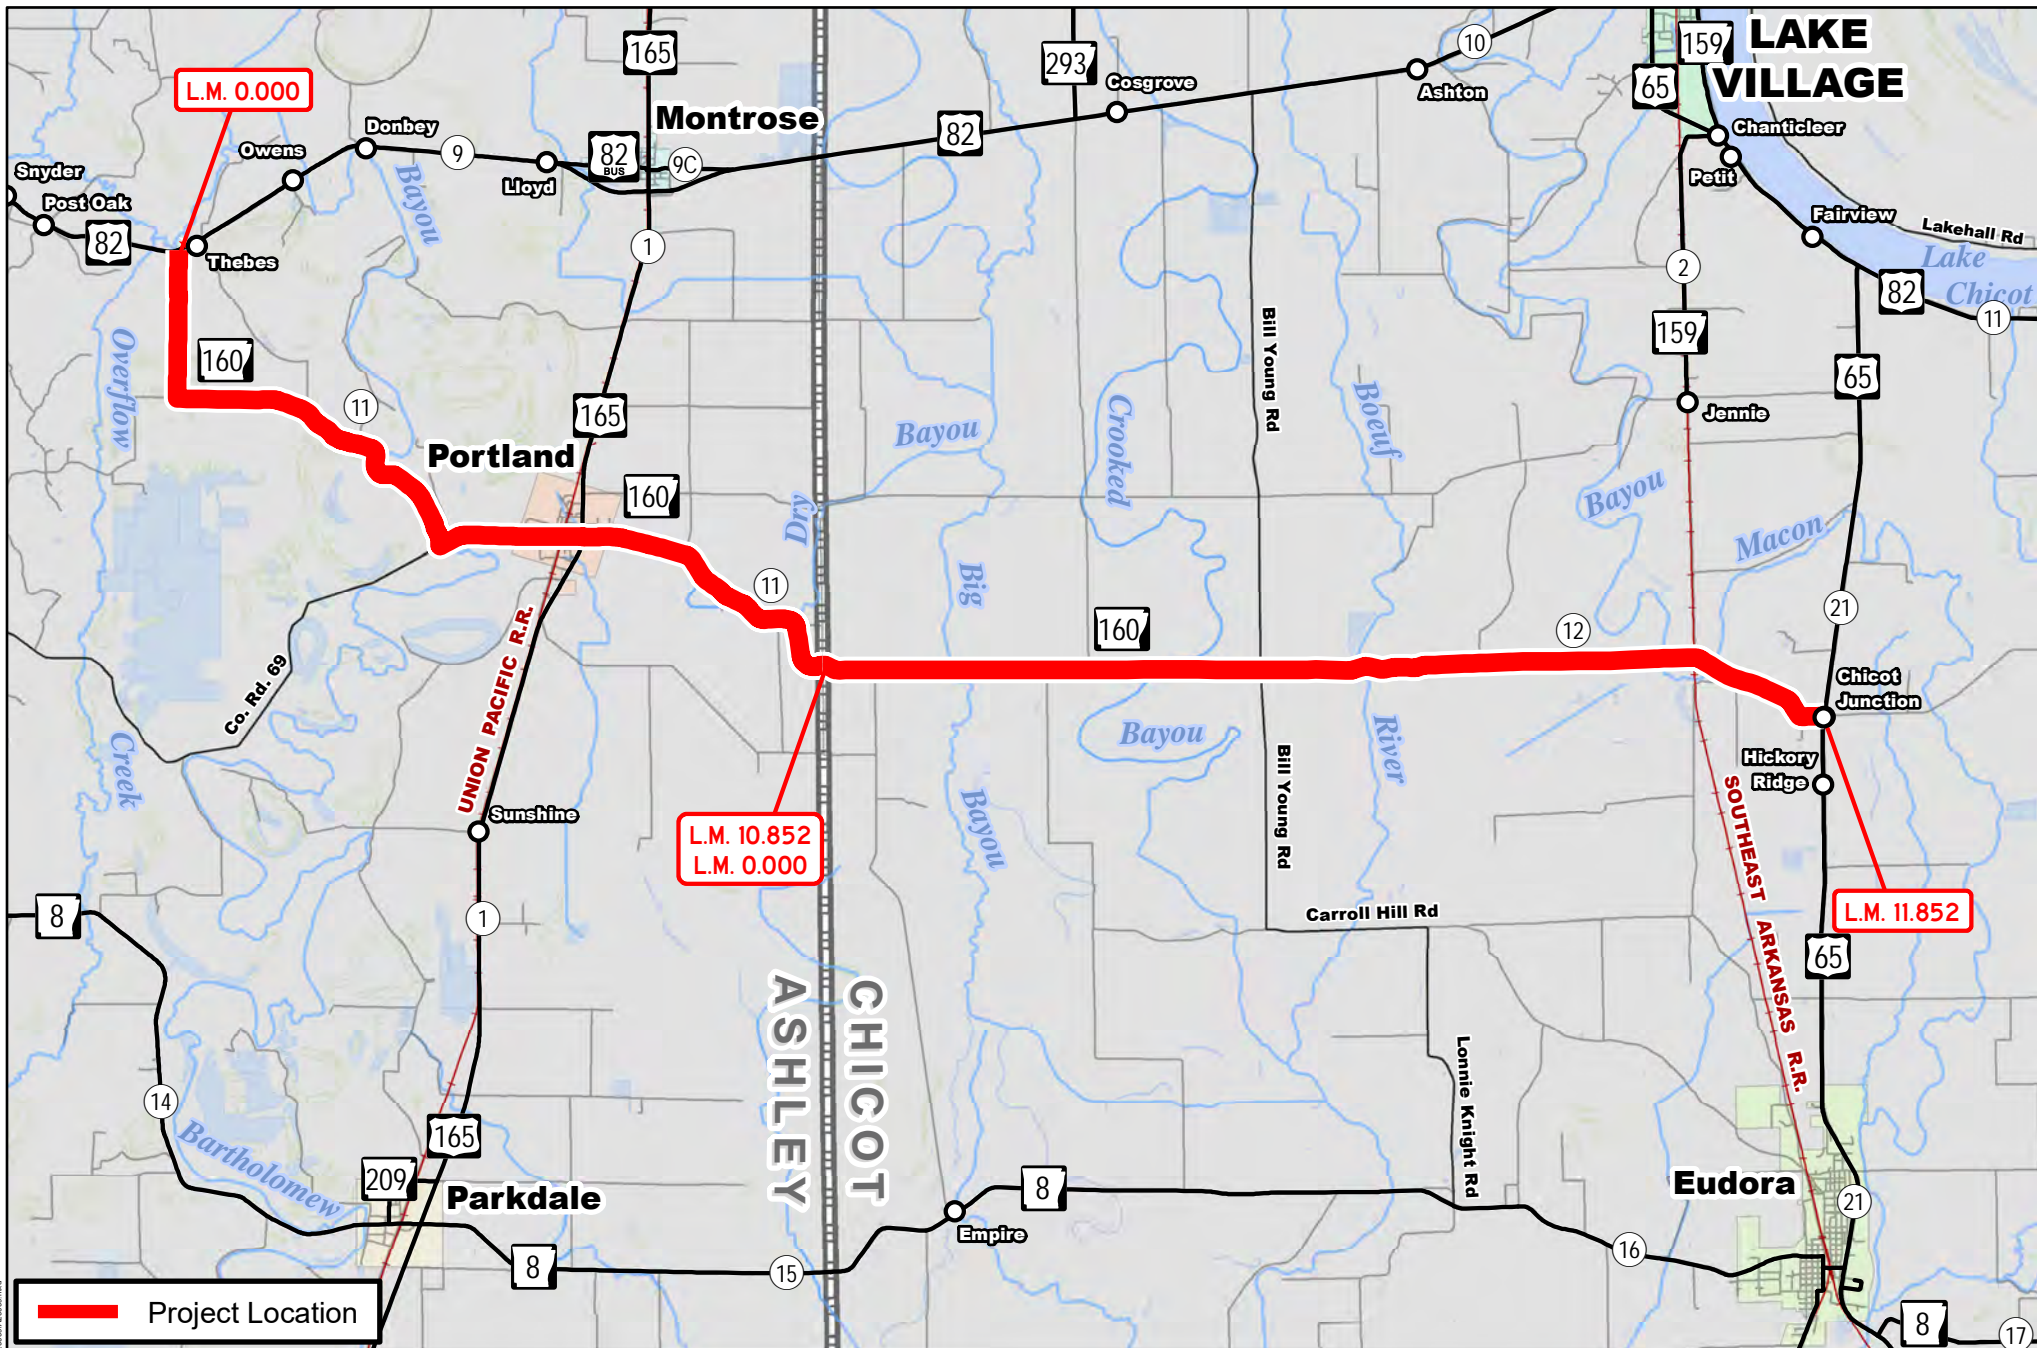 165
293
10
159
LAKE
VILLAGE
L.M. 0.000
Cosgrove
Ashton
65
Montrose
Donbey
Chanticleer
82
Owens
9
82
BUS
9C
Snyder
Lloyd
Petit
Post Oak
Bayou
Fairview
Lakehall Rd
82
Thebes
1
2
Lake
Chicot
82
11
Overflow
160
159
Bill Young Rd
65
11
165
Jennie
Bayou
Crooked
Boeuf
Portland
160
Bayou
Dry
Macon
11
Big
21
160
12
Co. Rd. 69
UNION PACIFIC R.R.
Chicot
Junction
Bayou
River
Creek
Hickory
Ridge
Bill Young Rd
Sunshine
L.M. 10.852
L.M. 0.000
Bayou
SOUTHEAST ARKANSAS R.R.
8
1
Carroll Hill Rd
L.M. 11.852
65
ASHLEY
CHICOT
14
Lonnie Knight Rd
165
Bartholomew
209
Parkdale
8
Eudora
21
Empire
8
15
16
Project Location
8
17